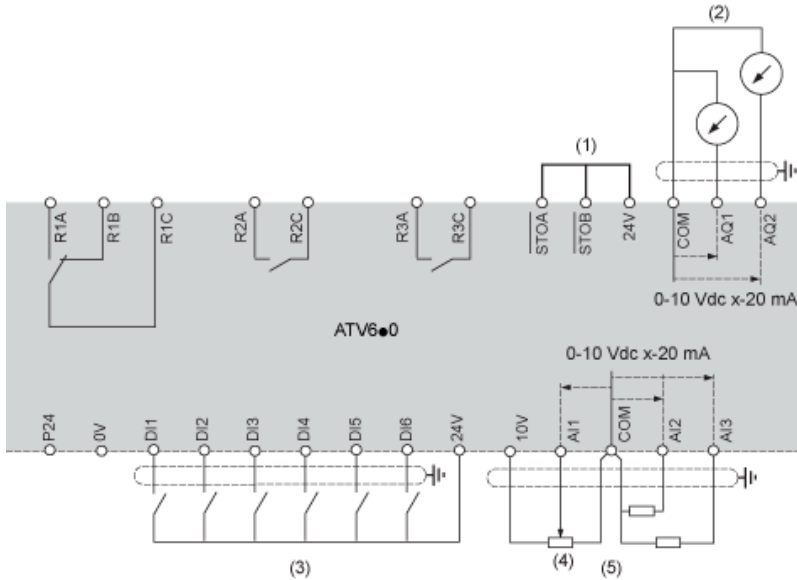 (2)
(1)
R1A
R1B
R1C
R2A
R2C
R3A
R3C
STOA
STOB
24V
COM
AQ1
AQ2
0-10 Vdc x-20 mA
ATV6●0
0-10 Vdc x-20 mA
P24
0V
DI1
DI2
DI3
DI4
DI5
DI6
24V
10V
AI1
COM
AI2
AI3
(3)
(4)
(5)